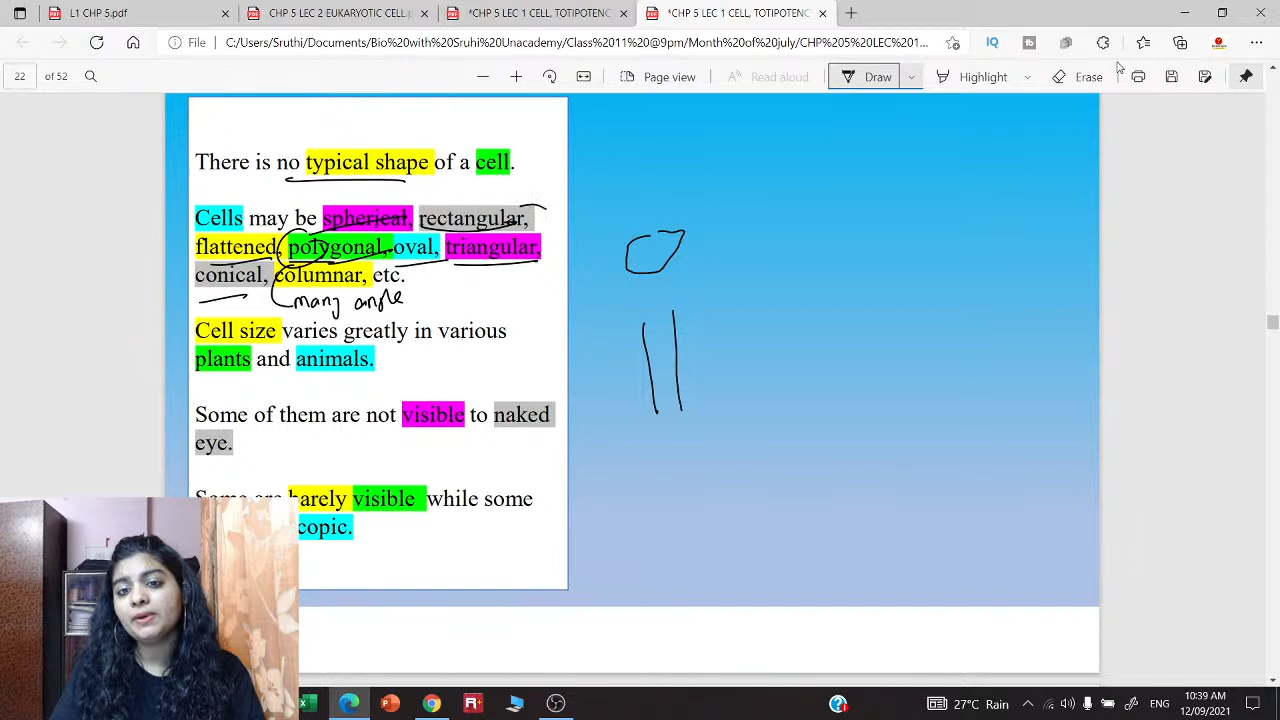 L1 CHP 5.pdf
CHP 5 LEC 2 EUKARYOTIC CELL.p
*CHP 5 LEC 1 CELL, TOTIPOTENC
*CHP 5 LEC 1 CELL, TOTIPOTENC
File
C:/Users/Sruthi/Documents/Bio%20with%20Sruhi%20Unacademy/Class%2011%20@9pm/Month%20of%20july/CHP%205%20LEC%201...
IQ
tb
22 of 52
Page view
Read aloud
Draw
Highlight
Erase
There is no typical shape of a cell.
Cells may be spherical, rectangular,
flattened, polygonal, oval, triangular,
conical, columnar, etc.
many angle
Cell size varies greatly in various
plants and animals.
Some of them are not visible to naked
eye.
Some are barely visible while some
copic.
27°C Rain
ENG
10:39 AM
12/09/2021